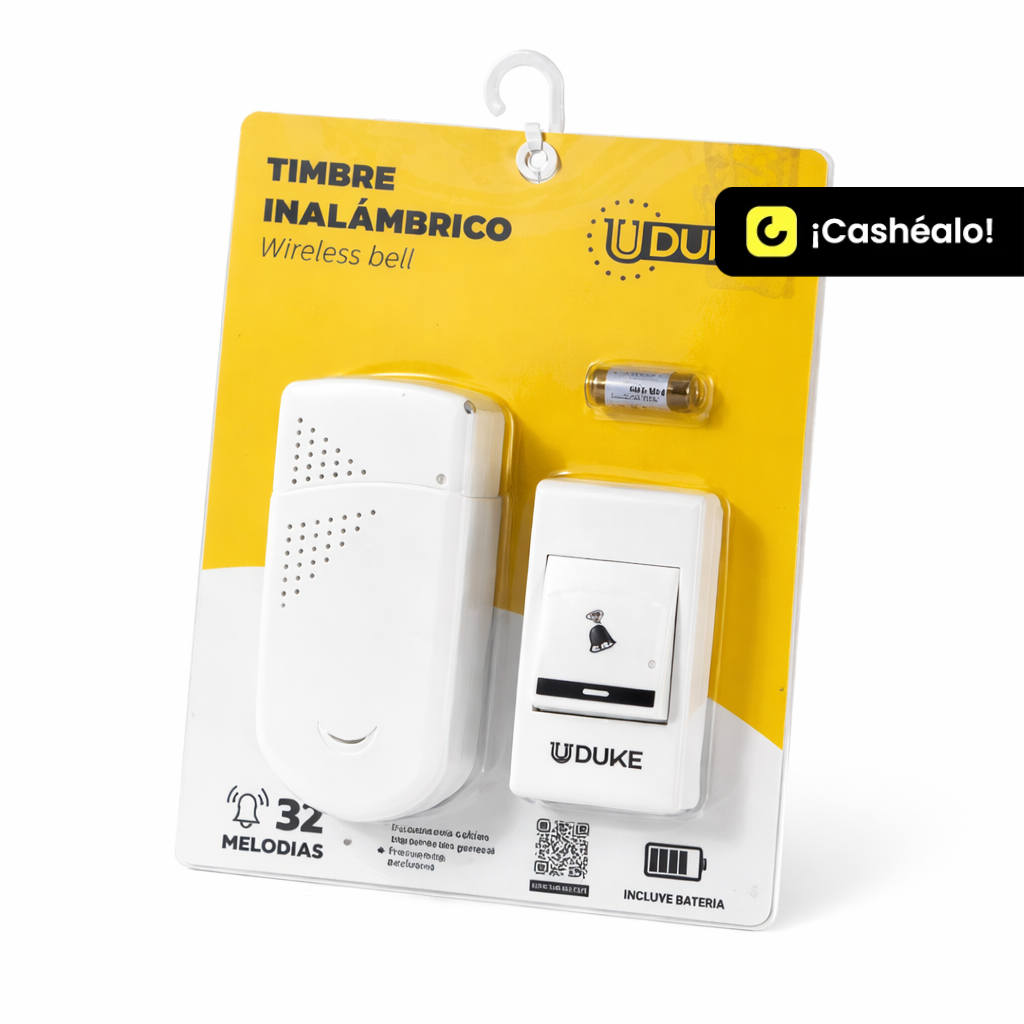 TIMBRE
INALÁMBRICO
Wireless bell
UDUK
¡Cashéalo!
UDUKE
32
MELODIAS
INCLUYE BATERIA